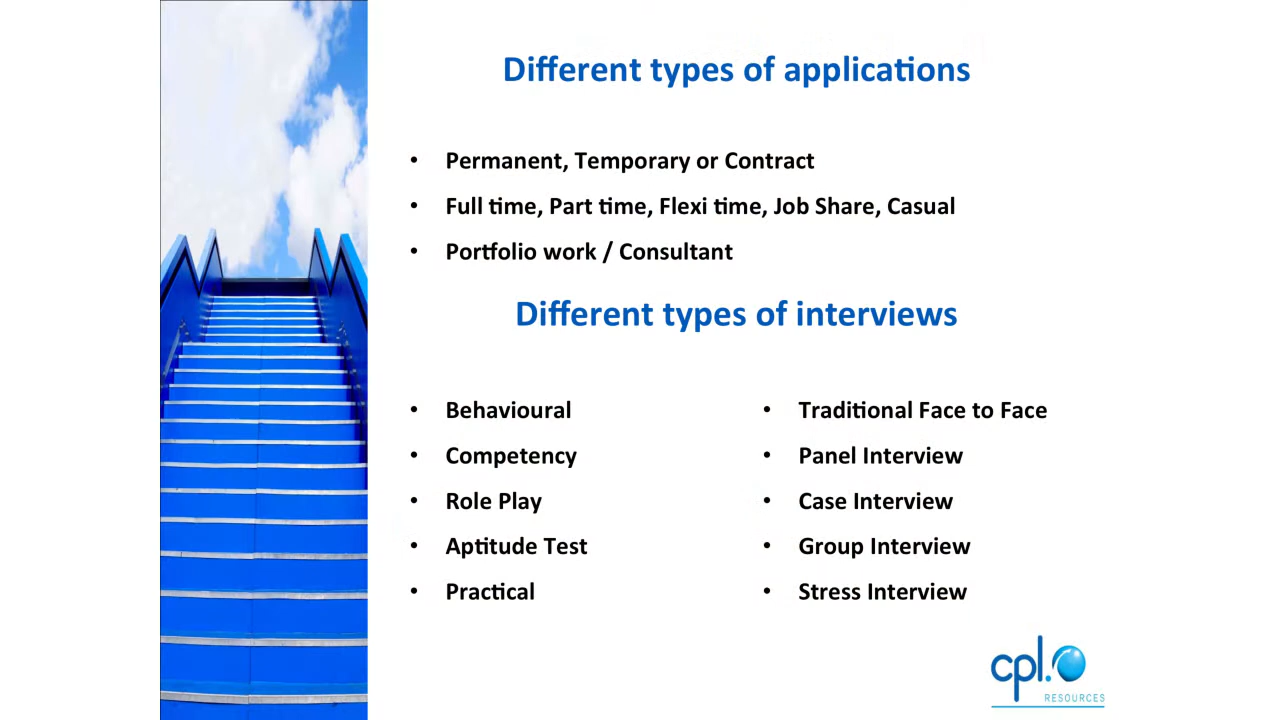 Different types of applications
• Permanent, Temporary or Contract
• Full time, Part time, Flexi time, Job Share, Casual
• Portfolio work / Consultant
Different types of interviews
• Behavioural
• Competency
• Role Play
• Aptitude Test
• Practical
• Traditional Face to Face
• Panel Interview
• Case Interview
• Group Interview
• Stress Interview
cpl.
RESOURCES